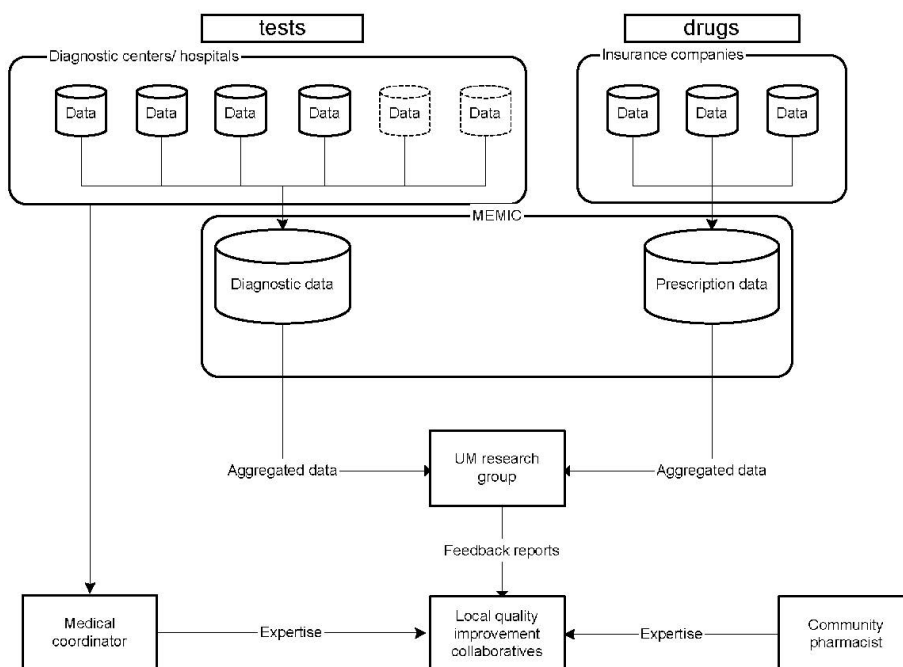 tests
drugs
Diagnostic centers/ hospitals
Insurance companies
Data
Data
Data
Data
Data
Data
Data
Data
Data
MEMIC
Diagnostic data
Prescription data
Aggregated data
UM research
group
Aggregated data
Feedback reports
Medical
coordinator
Expertise
Local quality
improvement
collaboratives
Expertise
Community
pharmacist